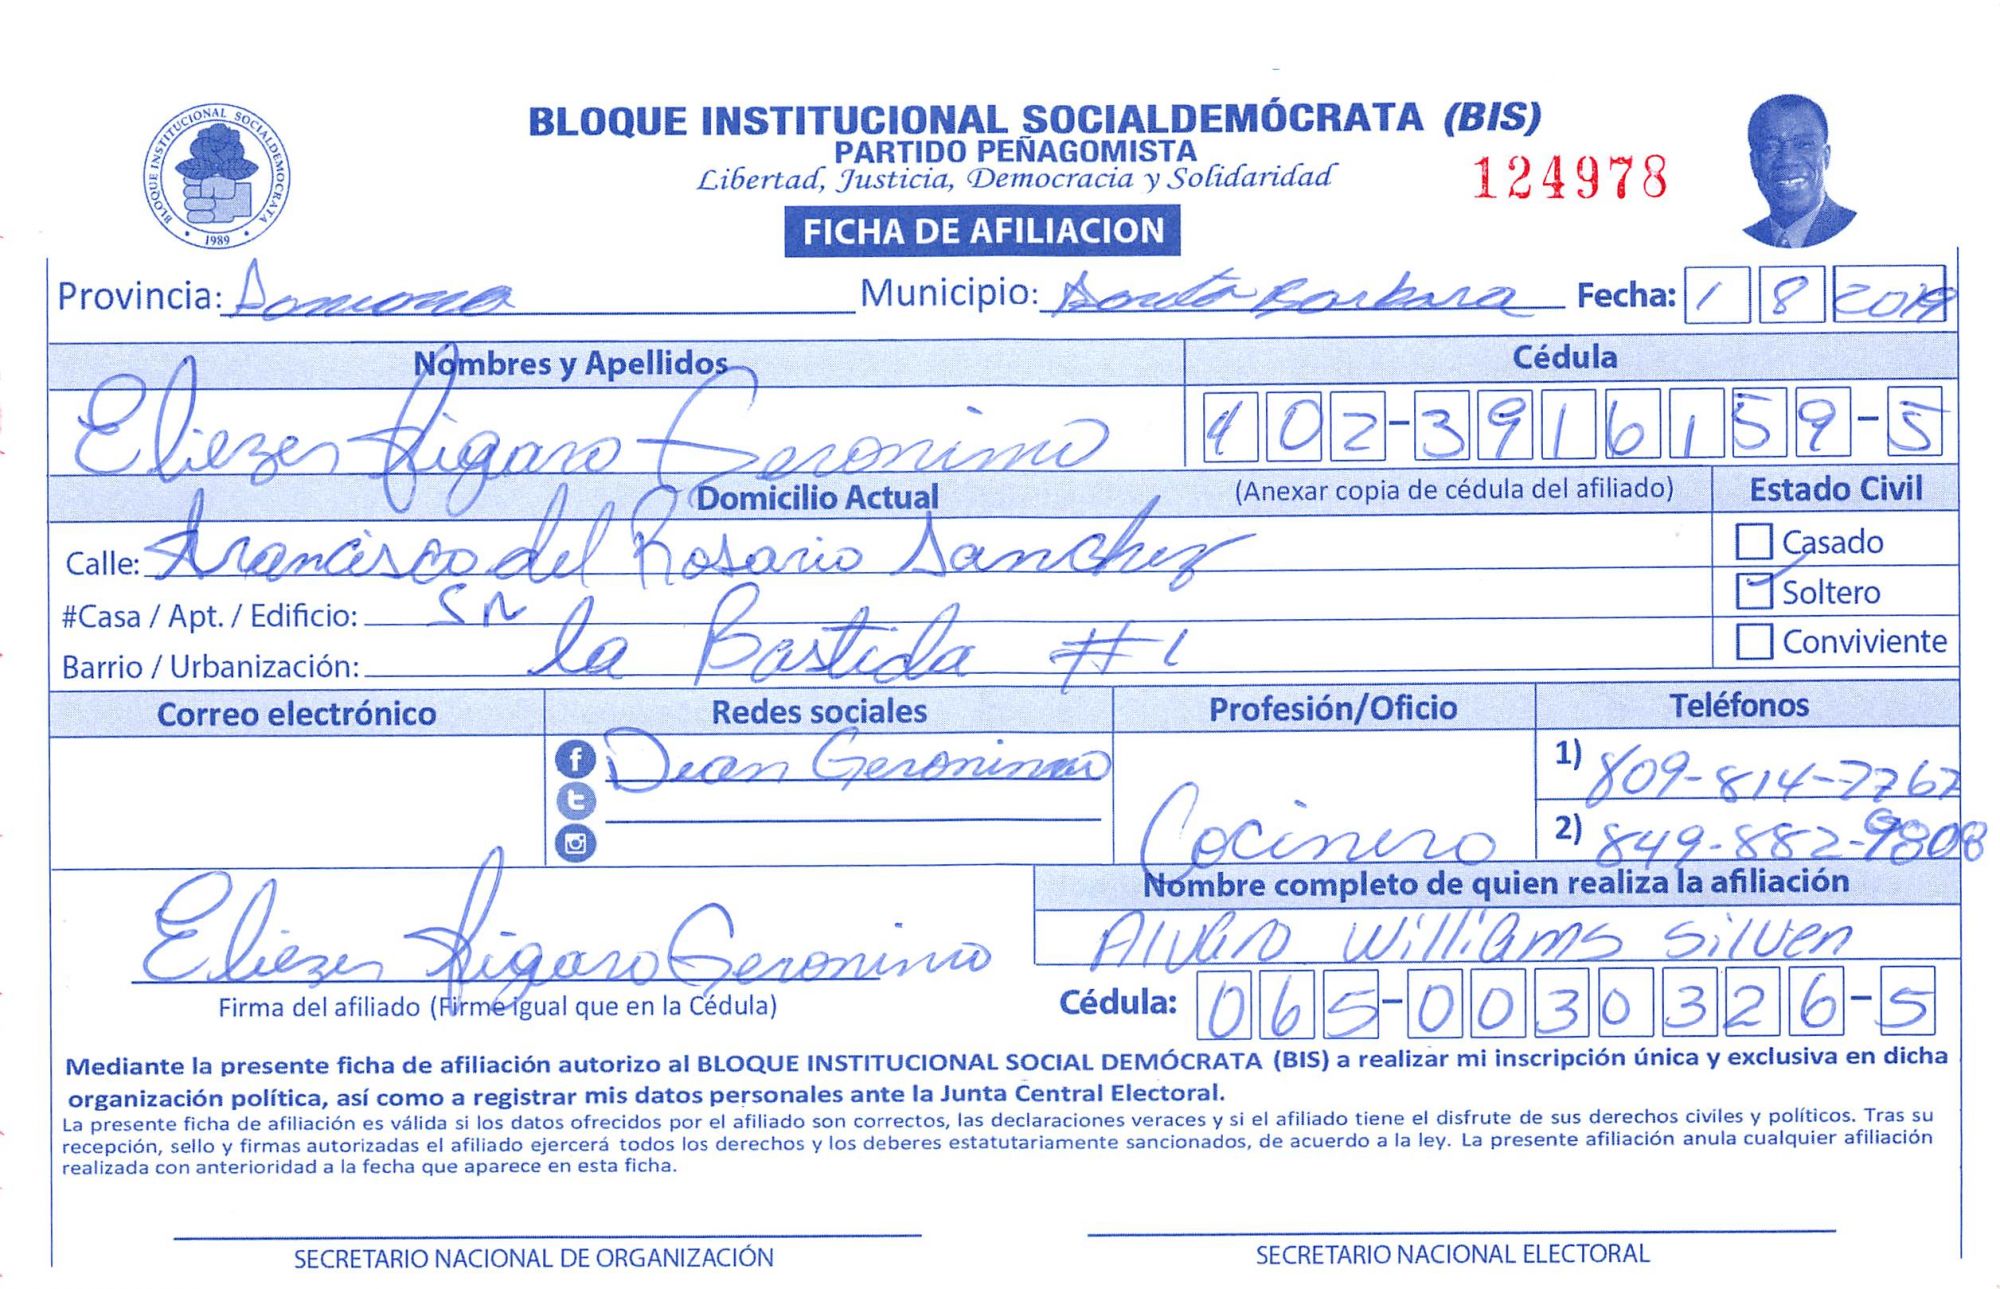 BLOQUE INSTITUCIONAL SOCIALDEMÓCRATA (BIS)
PARTIDO PEÑAGOMISTA
Libertad, Justicia, Democracia y Solidaridad
124978
BLOQUE INSTITUCIONAL SOCIALDEMOCRATA
1989
FICHA DE AFILIACION
Provincia: Municipio: Santa Barbara Fecha: 1 8 2019
Nombres y Apellidos Cédula
Eliezer Figaro Geronimo 402-3916159-5
Domicilio Actual (Anexar copia de cédula del afiliado) Estado Civil
Calle: Francisco del Rosario Sanchez Casado
#Casa / Apt. / Edificio: SN Soltero
Barrio / Urbanización: la Bastida #1 Conviviente
Correo electrónico Redes sociales Profesión/Oficio Teléfonos
Dean Geronimo Cocinero 1) 809-814-7767
2) 849-882-9808
Nombre completo de quien realiza la afiliación
Eliezer Figaro Geronimo Alvaro Williams Silven
Firma del afiliado (Firme igual que en la Cédula) Cédula: 065-0030326-5
Mediante la presente ficha de afiliación autorizo al BLOQUE INSTITUCIONAL SOCIAL DEMÓCRATA (BIS) a realizar mi inscripción única y exclusiva en dicha
organización política, así como a registrar mis datos personales ante la Junta Central Electoral.
La presente ficha de afiliación es válida si los datos ofrecidos por el afiliado son correctos, las declaraciones veraces y si el afiliado tiene el disfrute de sus derechos civiles y políticos. Tras su
recepción, sello y firmas autorizadas el afiliado ejercerá todos los derechos y los deberes estatutariamente sancionados, de acuerdo a la ley. La presente afiliación anula cualquier afiliación
realizada con anterioridad a la fecha que aparece en esta ficha.
SECRETARIO NACIONAL DE ORGANIZACIÓN SECRETARIO NACIONAL ELECTORAL